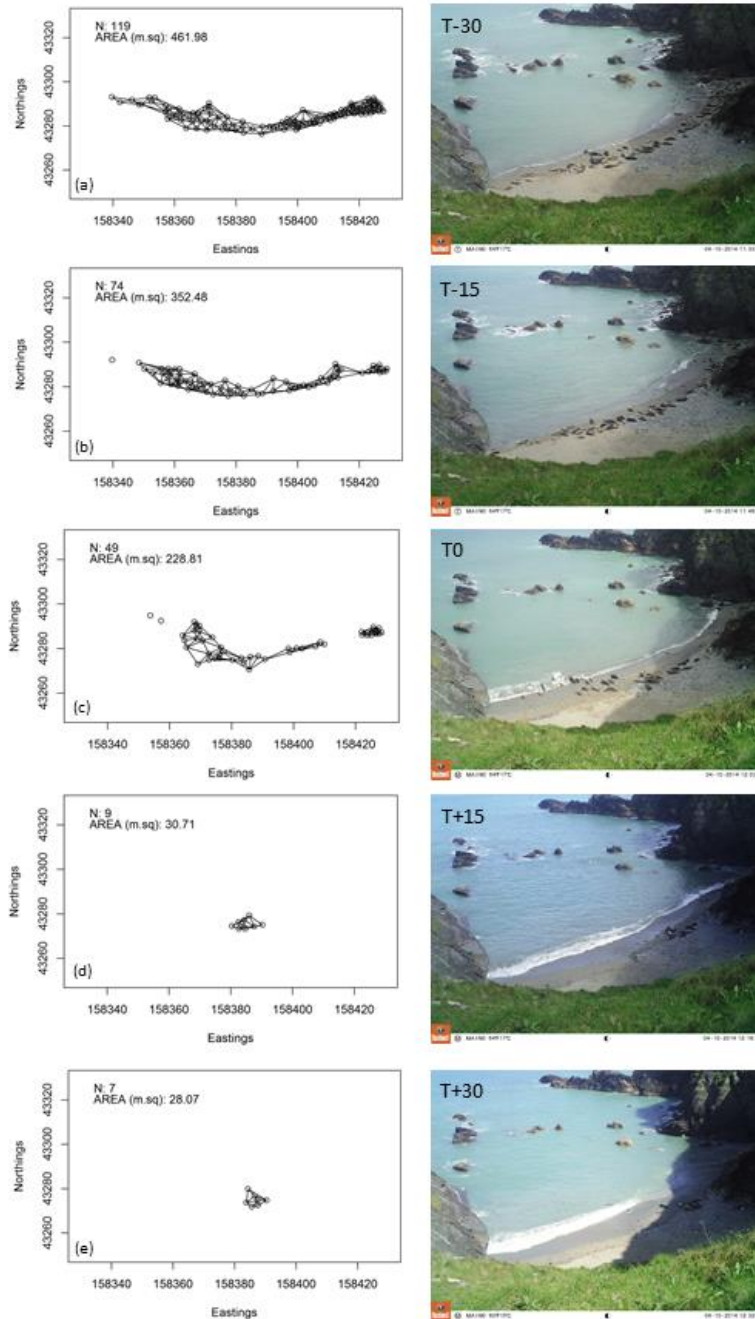 N: 119
AREA (m.sq): 461.98
43260 43280 43300 43320
Northings
(a)
158340 158360 158380 158400 158420
Eastings
T-30
N: 74
AREA (m.sq): 352.48
43260 43280 43300 43320
Northings
(b)
158340 158360 158380 158400 158420
Eastings
T-15
N: 49
AREA (m.sq): 228.81
43260 43280 43300 43320
Northings
(c)
158340 158360 158380 158400 158420
Eastings
T0
N: 9
AREA (m.sq): 30.71
43260 43280 43300 43320
Northings
(d)
158340 158360 158380 158400 158420
Eastings
T+15
N: 7
AREA (m.sq): 28.07
43260 43280 43300 43320
Northings
(e)
158340 158360 158380 158400 158420
Eastings
T+30